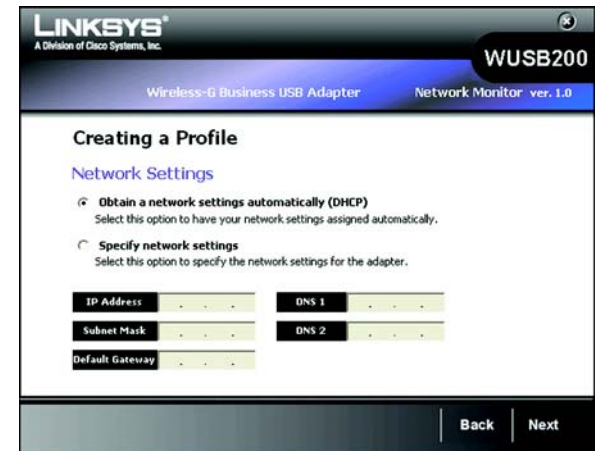 LINKSYS®
A Division of Cisco Systems, Inc.
WUSB200
Wireless-G Business USB Adapter
Network Monitor ver. 1.0
Creating a Profile
Network Settings
Obtain a network settings automatically (DHCP)
Select this option to have your network settings assigned automatically.
Specify network settings
Select this option to specify the network settings for the adapter.
IP Address . . . DNS 1 . . .
Subnet Mask . . . DNS 2 . . .
Default Gateway . . .
Back Next